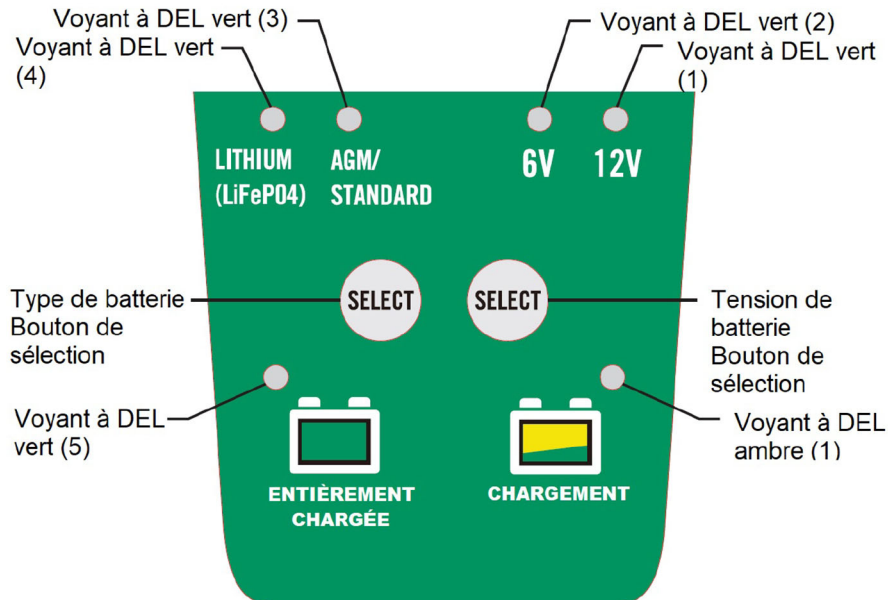 Voyant à DEL vert (3)
Voyant à DEL vert
(4)
Voyant à DEL vert (2)
Voyant à DEL vert
(1)
LITHIUM
(LiFePO4)
AGM/
STANDARD
6V
12V
Type de batterie
Bouton de
sélection
SELECT
SELECT
Tension de
batterie
Bouton de
sélection
Voyant à DEL
vert (5)
Voyant à DEL
ambre (1)
ENTIÈREMENT
CHARGÉE
CHARGEMENT